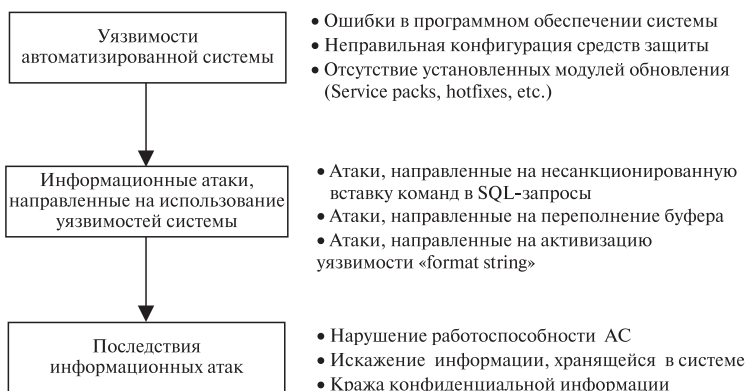 Уязвимости
автоматизированной системы
• Ошибки в программном обеспечении системы
• Неправильная конфигурация средств защиты
• Отсутствие установленных модулей обновления
(Service packs, hotfixes, etc.)
Информационные атаки,
направленные на использование
уязвимостей системы
• Атаки, направленные на несанкционированную
вставку команд в SQL-запросы
• Атаки, направленные на переполнение буфера
• Атаки, направленные на активизацию
уязвимости «format string»
Последствия
информационных атак
• Нарушение работоспособности АС
• Искажение информации, хранящейся в системе
• Кража конфиденциальной информации